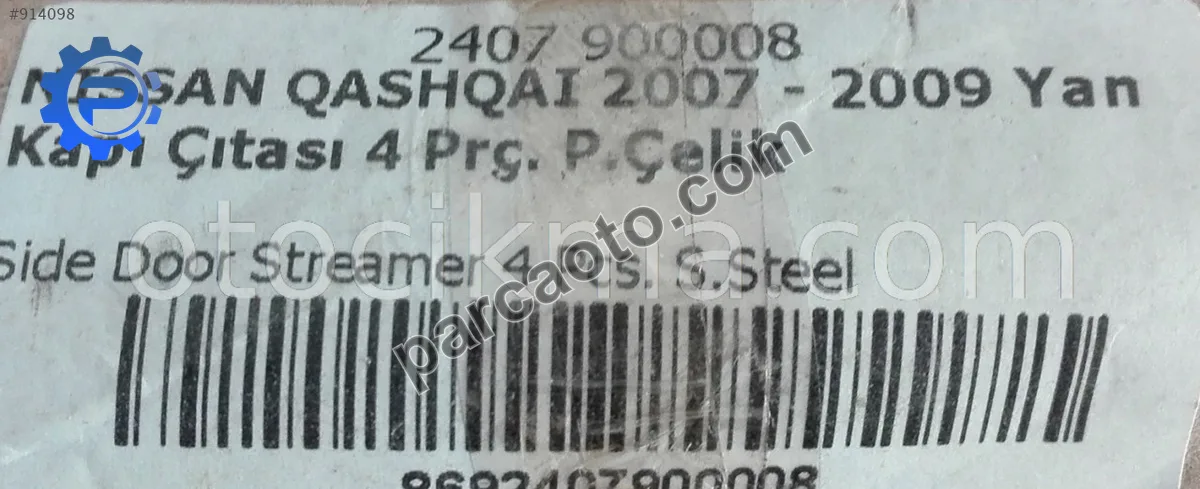 #914098
2407 900008
NISSAN QASHQAI 2007 - 2009 Yan
Kapı Çıtası 4 Prç. P.Çelik
otocikma.com
parcaoto.com
Side Door Streamer 4 Prs. S.Steel
8692407900008